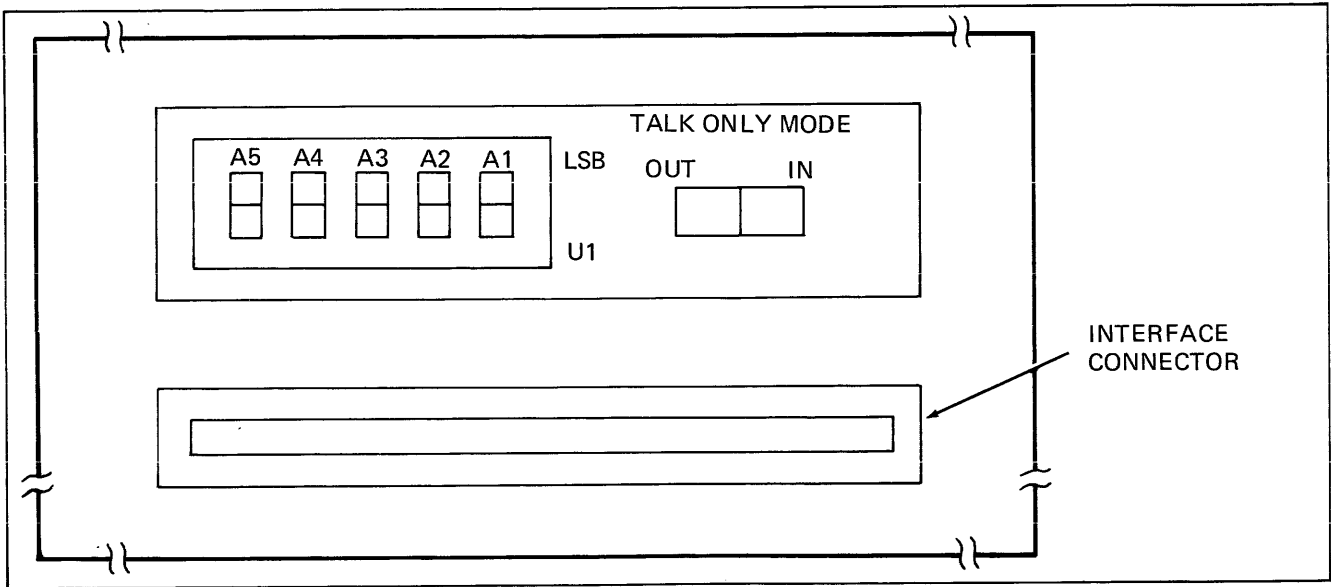 TALK ONLY MODE
A5 A4 A3 A2 A1 LSB
OUT IN
U1
INTERFACE
CONNECTOR